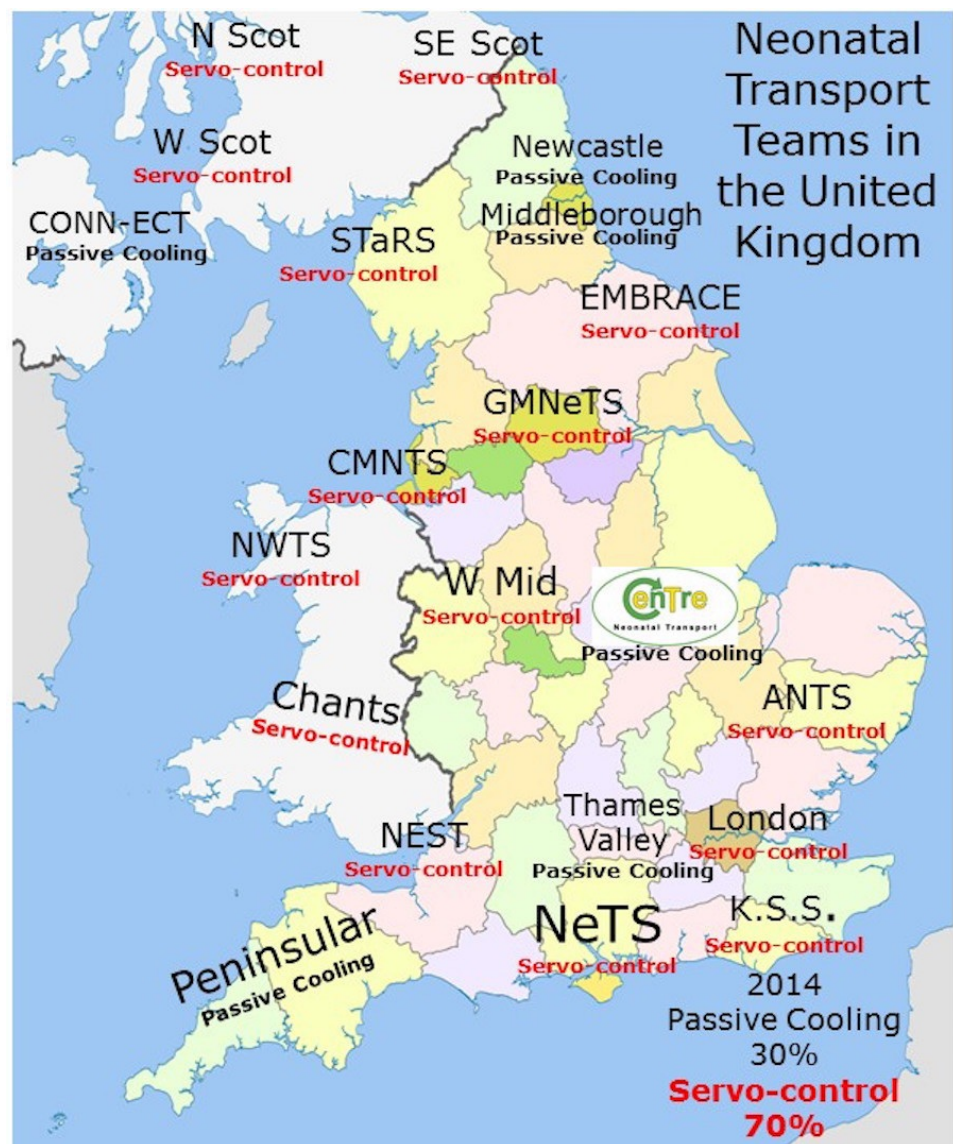 Neonatal
Transport
Teams in
the United
Kingdom
N Scot
Servo-control
SE Scot
Servo-control
W Scot
Servo-control
Newcastle
Passive Cooling
CONN-ECT
Passive Cooling
Middleborough
Passive Cooling
STaRS
Servo-control
EMBRACE
Servo-control
GMNeTS
Servo-control
CMNTS
Servo-control
NWTS
Servo-control
W Mid
Servo-control
CenTre
Neonatal Transport
Passive Cooling
Chants
Servo-control
ANTS
Servo-control
Thames
Valley
Passive Cooling
London
Servo-control
NEST
Servo-control
K.S.S.
Servo-control
NeTS
Servo-control
Peninsular
Passive Cooling
2014
Passive Cooling
30%
Servo-control
70%